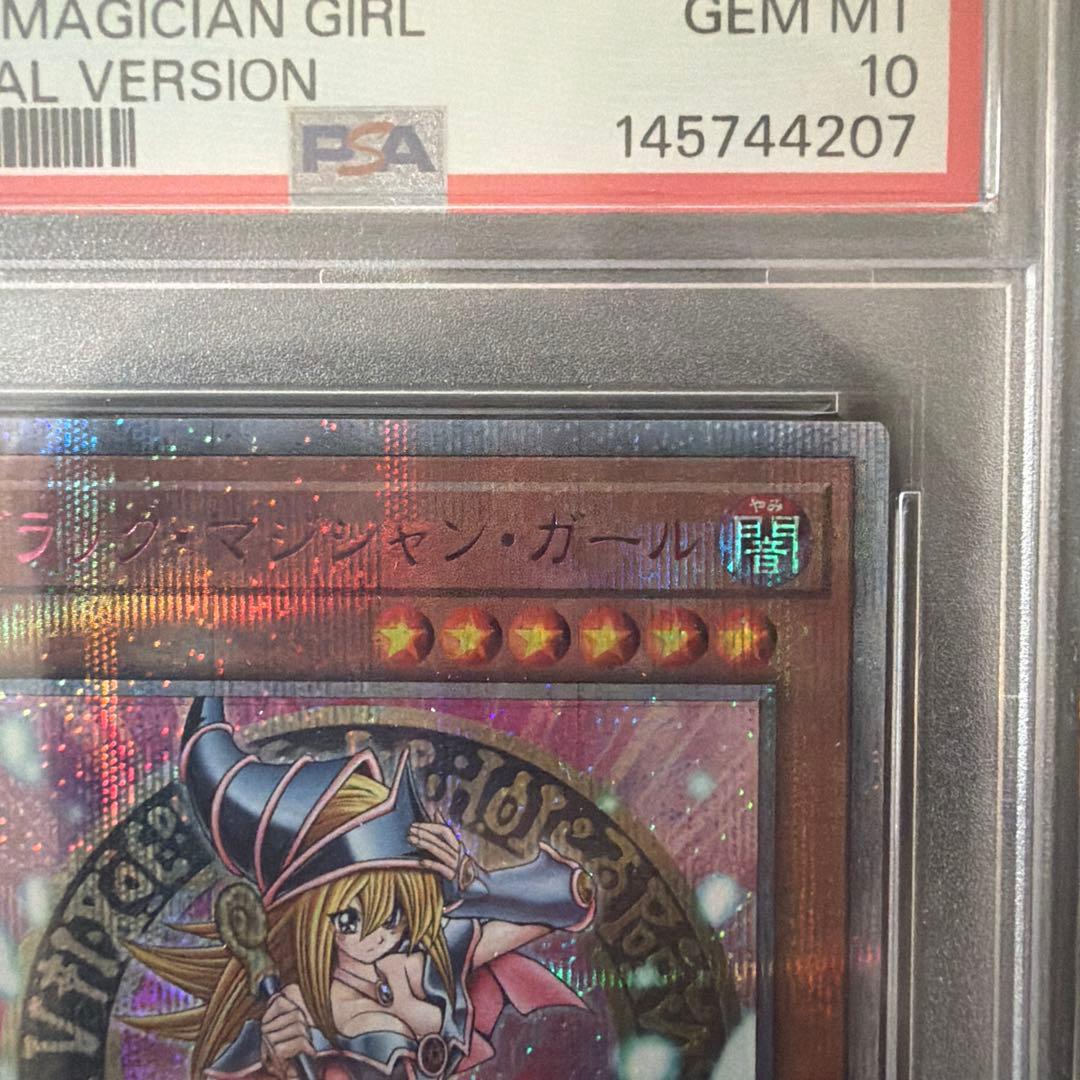 MAGICIAN GIRL GEM MT
AL VERSION 10
PSA 145744207
ブラック・マジシャン・ガール
やみ
闇